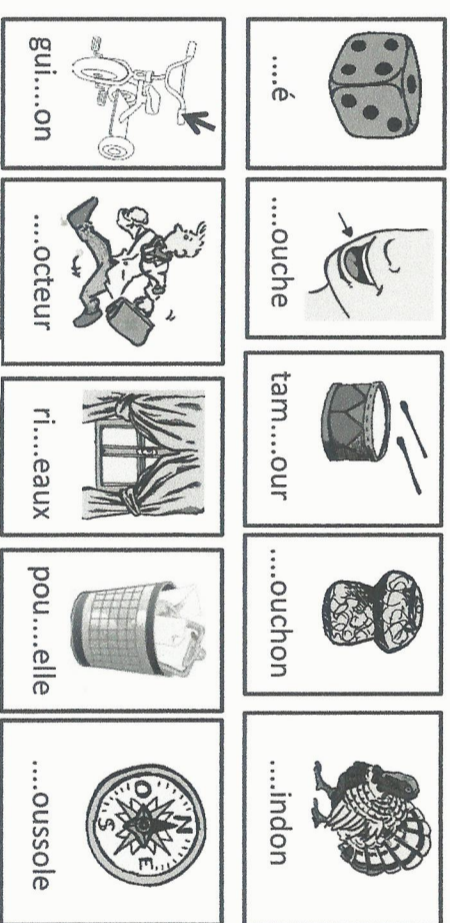 ....é
.....ouche
tam....our
....ouchon
....indon
gui....on
....octeur
ri....eaux
pou....elle
N
O
E
S
....oussole